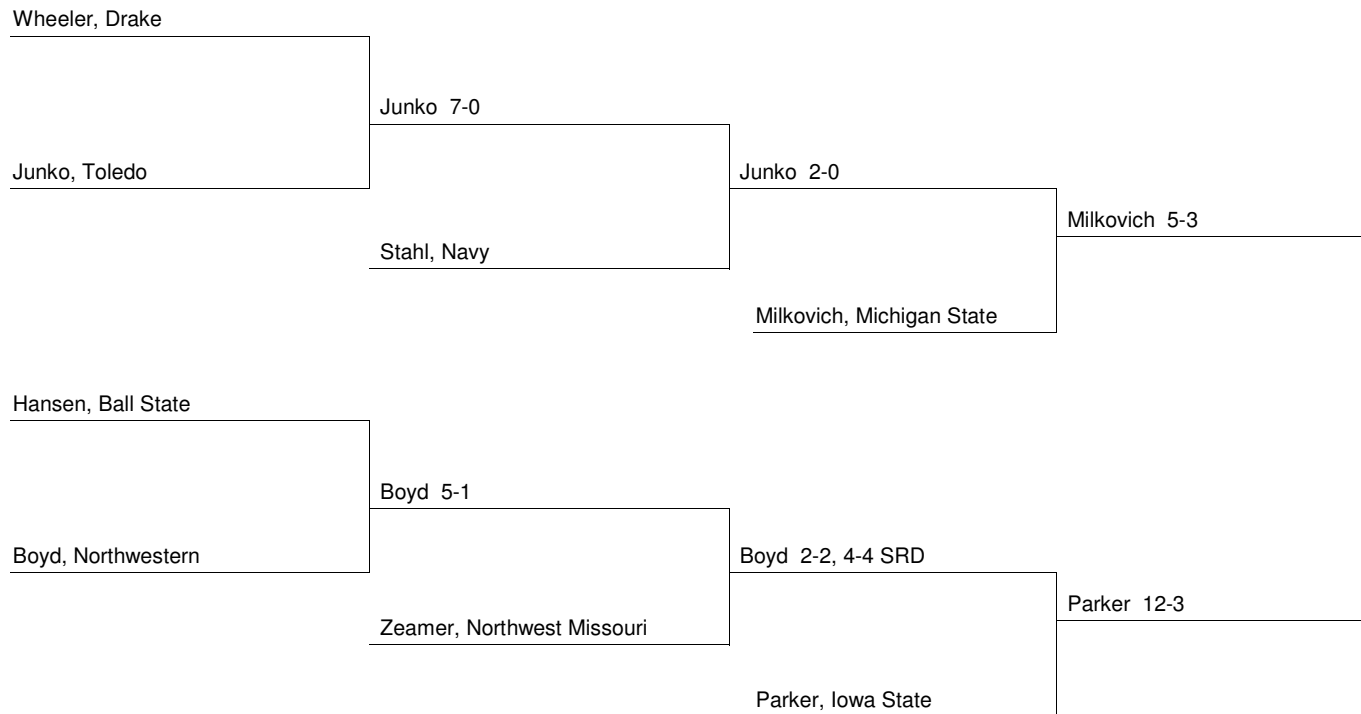 Wheeler, Drake
Junko  7-0
Junko, Toledo
Junko  2-0
Milkovich  5-3
Stahl, Navy
Milkovich, Michigan State
Hansen, Ball State
Boyd  5-1
Boyd, Northwestern
Boyd  2-2, 4-4 SRD
Parker  12-3
Zeamer, Northwest Missouri
Parker, Iowa State